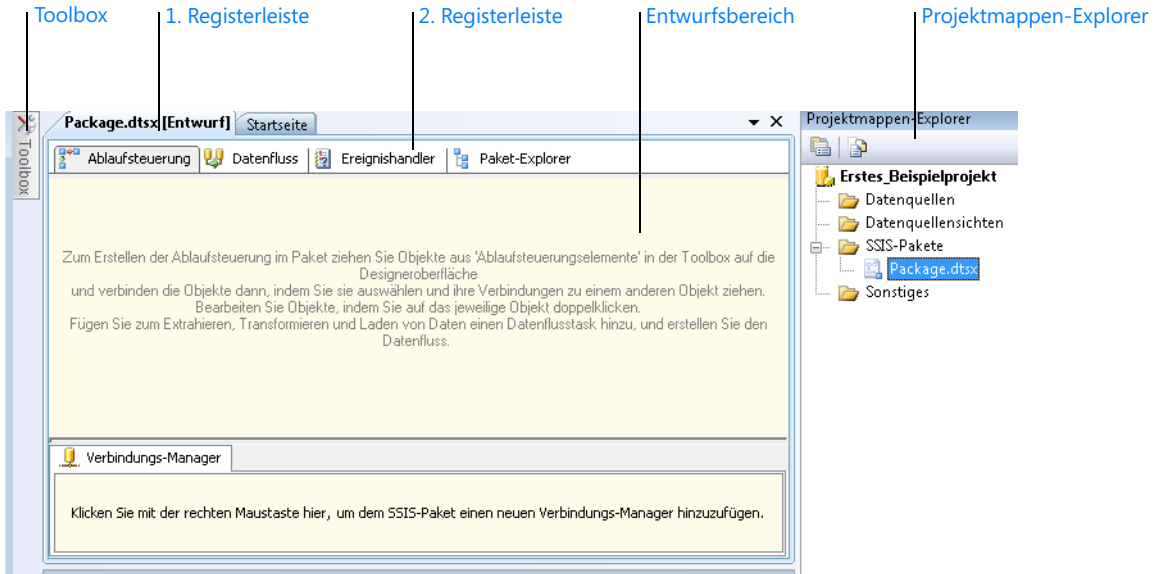 Toolbox
1. Registerleiste
2. Registerleiste
Entwurfsbereich
Projektmappen-Explorer
Toolbox
Package.dtsx [Entwurf]
Startseite
Ablaufsteuerung
Datenfluss
Ereignishandler
Paket-Explorer
Zum Erstellen der Ablaufsteuerung im Paket ziehen Sie Objekte aus 'Ablaufsteuerungselemente' in der Toolbox auf die
Designeroberfläche
und verbinden die Objekte dann, indem Sie sie auswählen und ihre Verbindungen zu einem anderen Objekt ziehen.
Bearbeiten Sie Objekte, indem Sie auf das jeweilige Objekt doppelklicken.
Fügen Sie zum Extrahieren, Transformieren und Laden von Daten einen Datenflusstask hinzu, und erstellen Sie den
Datenfluss.
Verbindungs-Manager
Klicken Sie mit der rechten Maustaste hier, um dem SSIS-Paket einen neuen Verbindungs-Manager hinzuzufügen.
Projektmappen-Explorer
Erstes_Beispielprojekt
Datenquellen
Datenquellensichten
SSIS-Pakete
Package.dtsx
Sonstiges